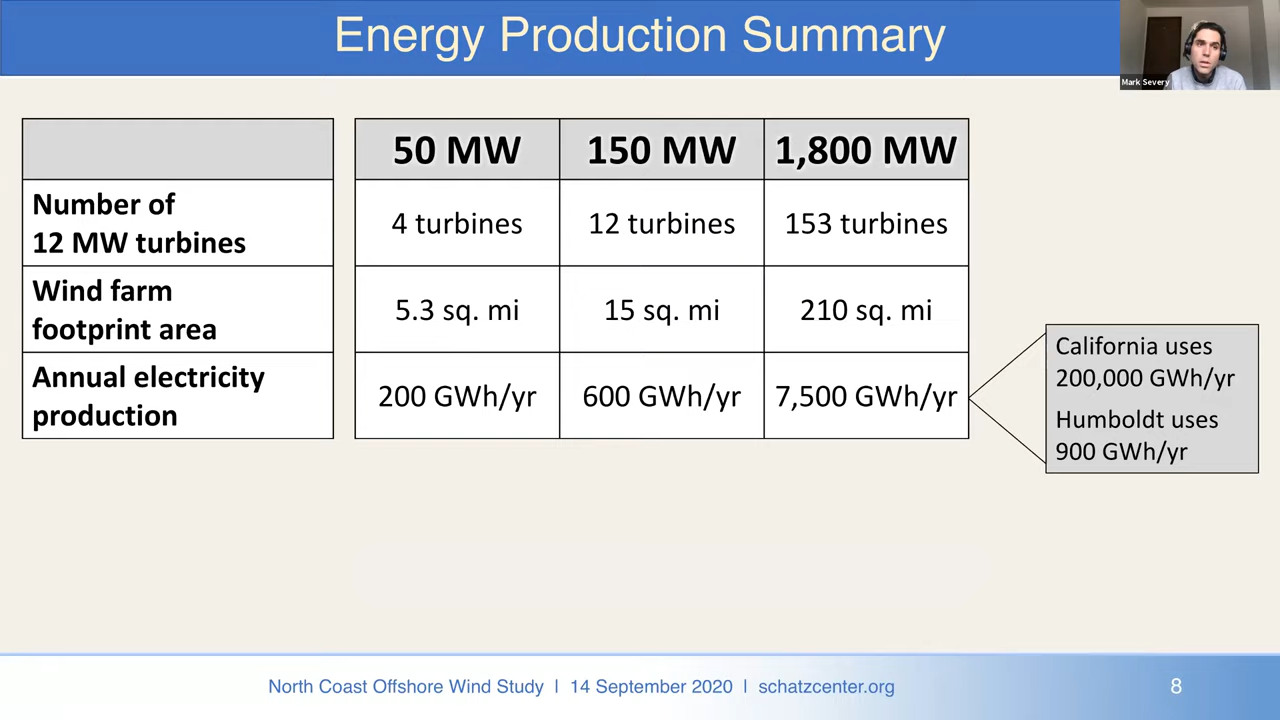 Energy Production Summary
Mark Severy
50 MW 150 MW 1,800 MW
Number of
12 MW turbines
4 turbines 12 turbines 153 turbines
Wind farm
footprint area
5.3 sq. mi 15 sq. mi 210 sq. mi
Annual electricity
production
200 GWh/yr 600 GWh/yr 7,500 GWh/yr
California uses
200,000 GWh/yr
Humboldt uses
900 GWh/yr
North Coast Offshore Wind Study | 14 September 2020 | schatzcenter.org
8